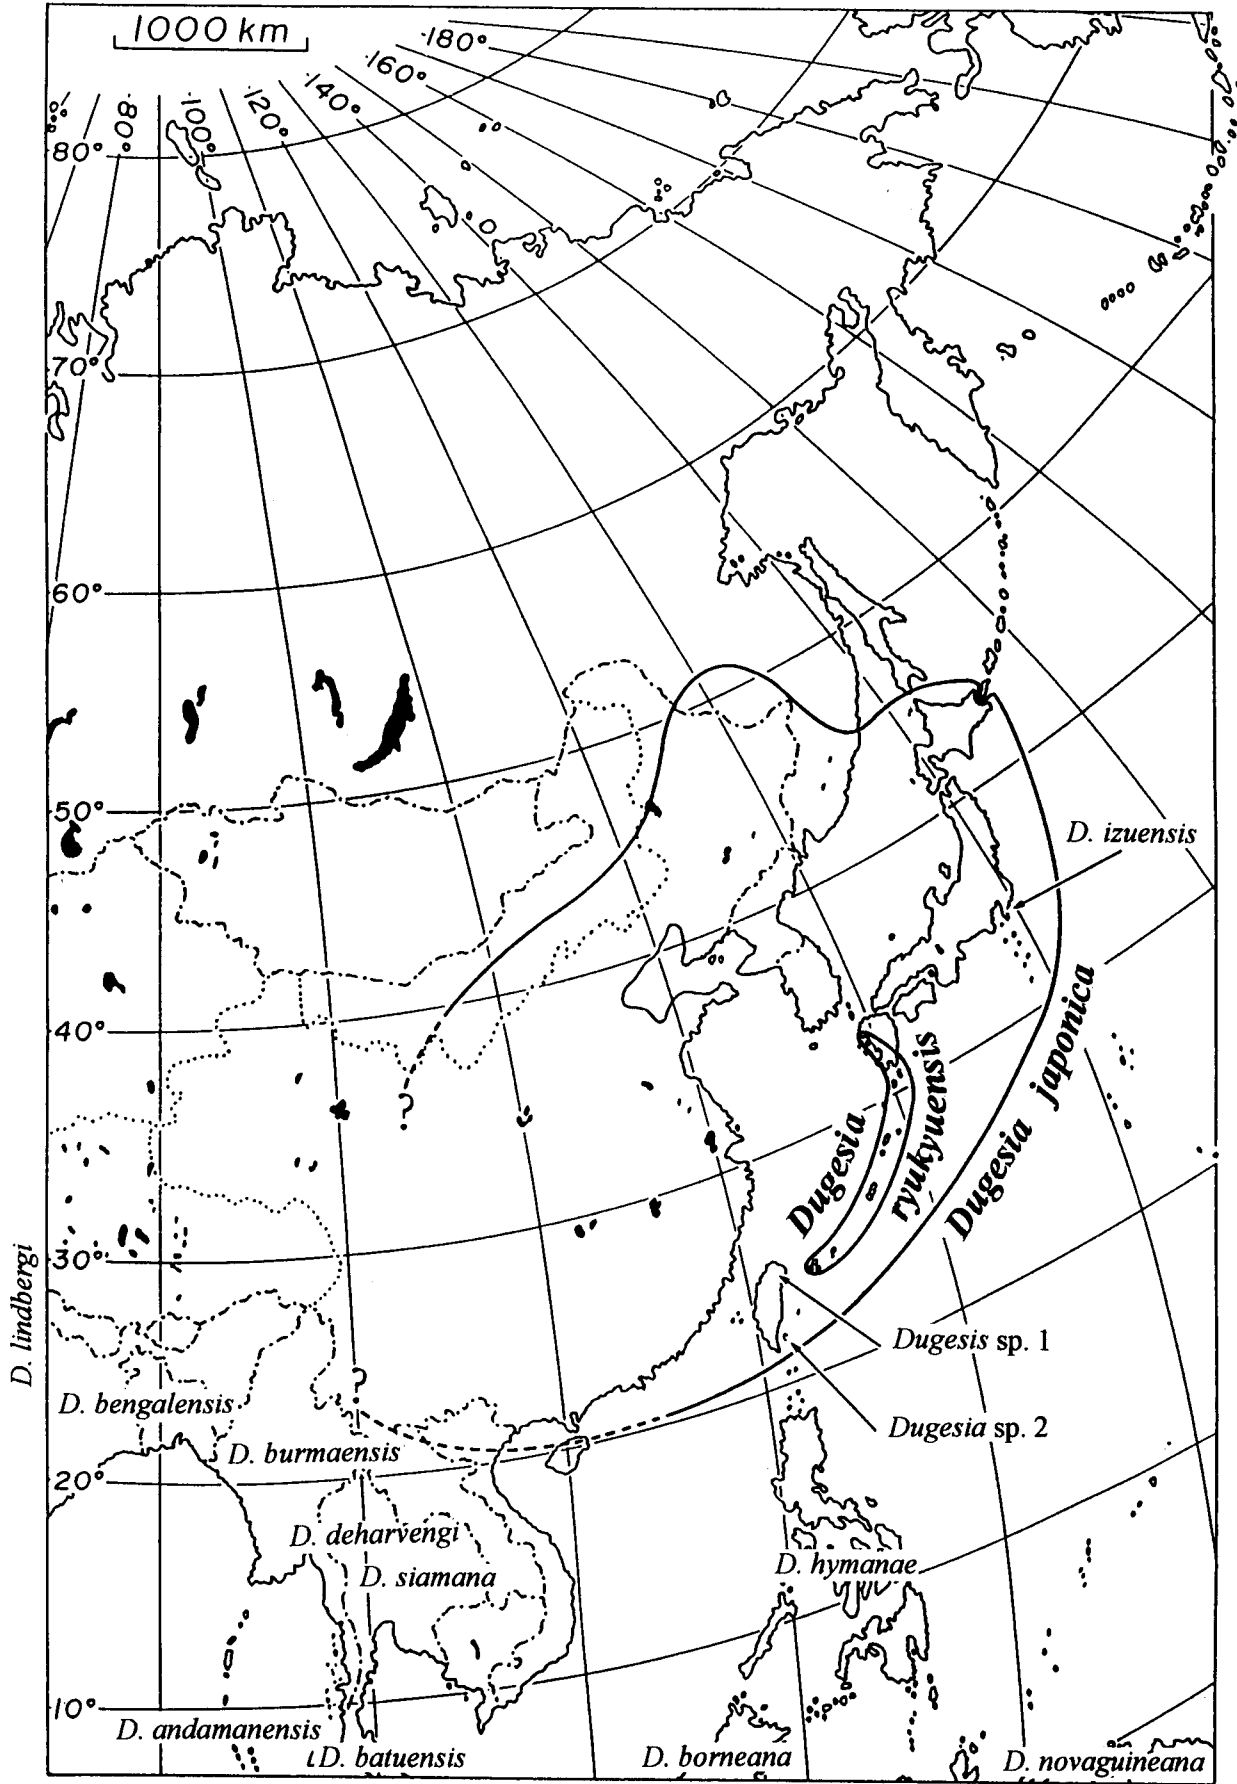 1000 km
80°
100°
120°
140°
160°
180°
80°
70°
60°
50°
D. izuensis
40°
?
Dugesia
ryukyuensis
Dugesia japonica
30°
D. lindbergi
Dugesis sp. 1
?
D. bengalensis
Dugesia sp. 2
D. burmaensis
20°
D. deharvengi
D. hymanae
D. siamana
10°
D. andamanensis
D. batuensis
D. borneana
D. novaguineana